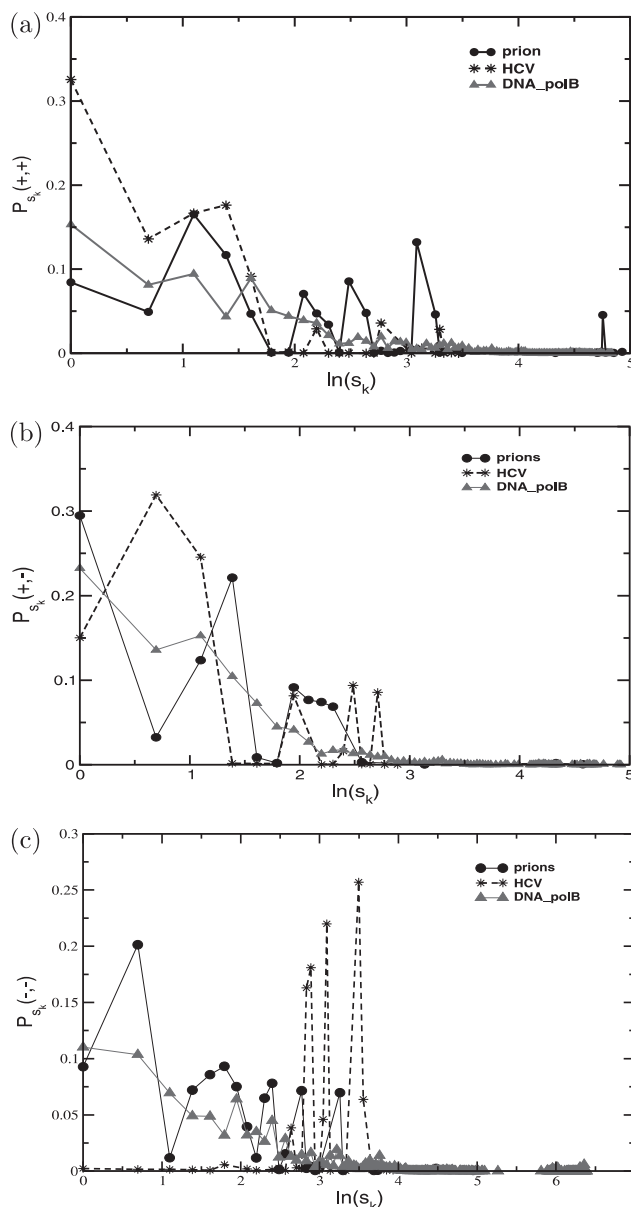 (a)
0.4
0.3
0.2
0.1
0
P_{s_k}(+,+)
prion
HCV
DNA_polB
0 1 2 3 4 5
ln(s_k)
(b)
0.4
0.3
0.2
0.1
0
P_{s_k}(+,-)
prions
HCV
DNA_polB
0 1 2 3 4 5
ln(s_k)
(c)
0.3
0.25
0.2
0.15
0.1
0.05
0
P_{s_k}(-,-)
prions
HCV
DNA_polB
0 1 2 3 4 5 6
ln(s_k)